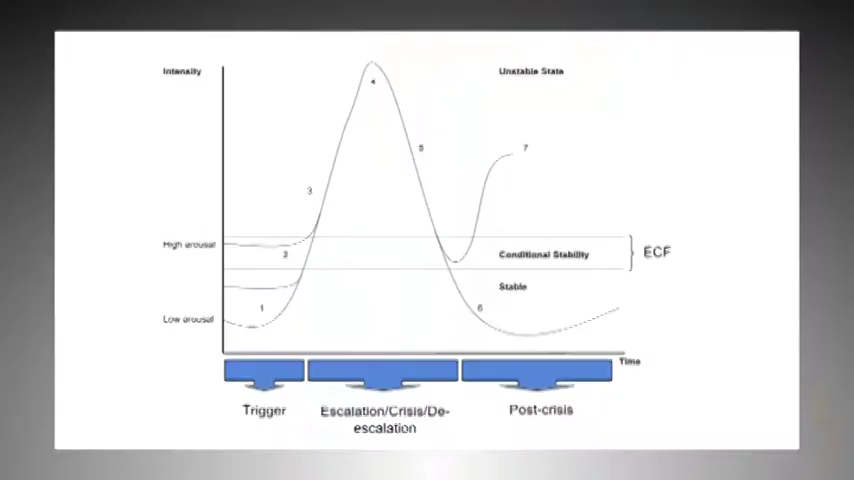 Intensity
Unstable State
4
5
7
3
High arousal
2
Conditional Stability
ECF
Stable
1
6
Low arousal
Time
Trigger
Escalation/Crisis/De-
escalation
Post-crisis